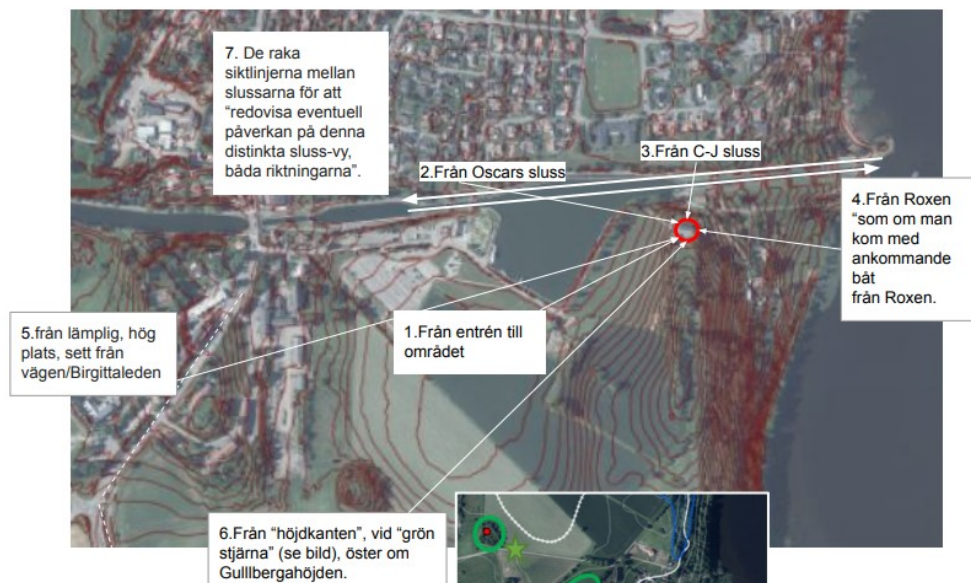 7. De raka
siktlinjerna mellan
slussarna för att
“redovisa eventuell
påverkan på denna
distinkta sluss-vy,
båda riktningarna”.
3.Från C-J sluss
2.Från Oscars sluss
4.Från Roxen
“som om man
kom med
ankommande
båt
från Roxen.
5.från lämplig, hög
plats, sett från
vägen/Birgittaleden
1.Från entrén till
området
6.Från “höjdkanten”, vid “grön
stjärna” (se bild), öster om
Gulllbergahöjden.